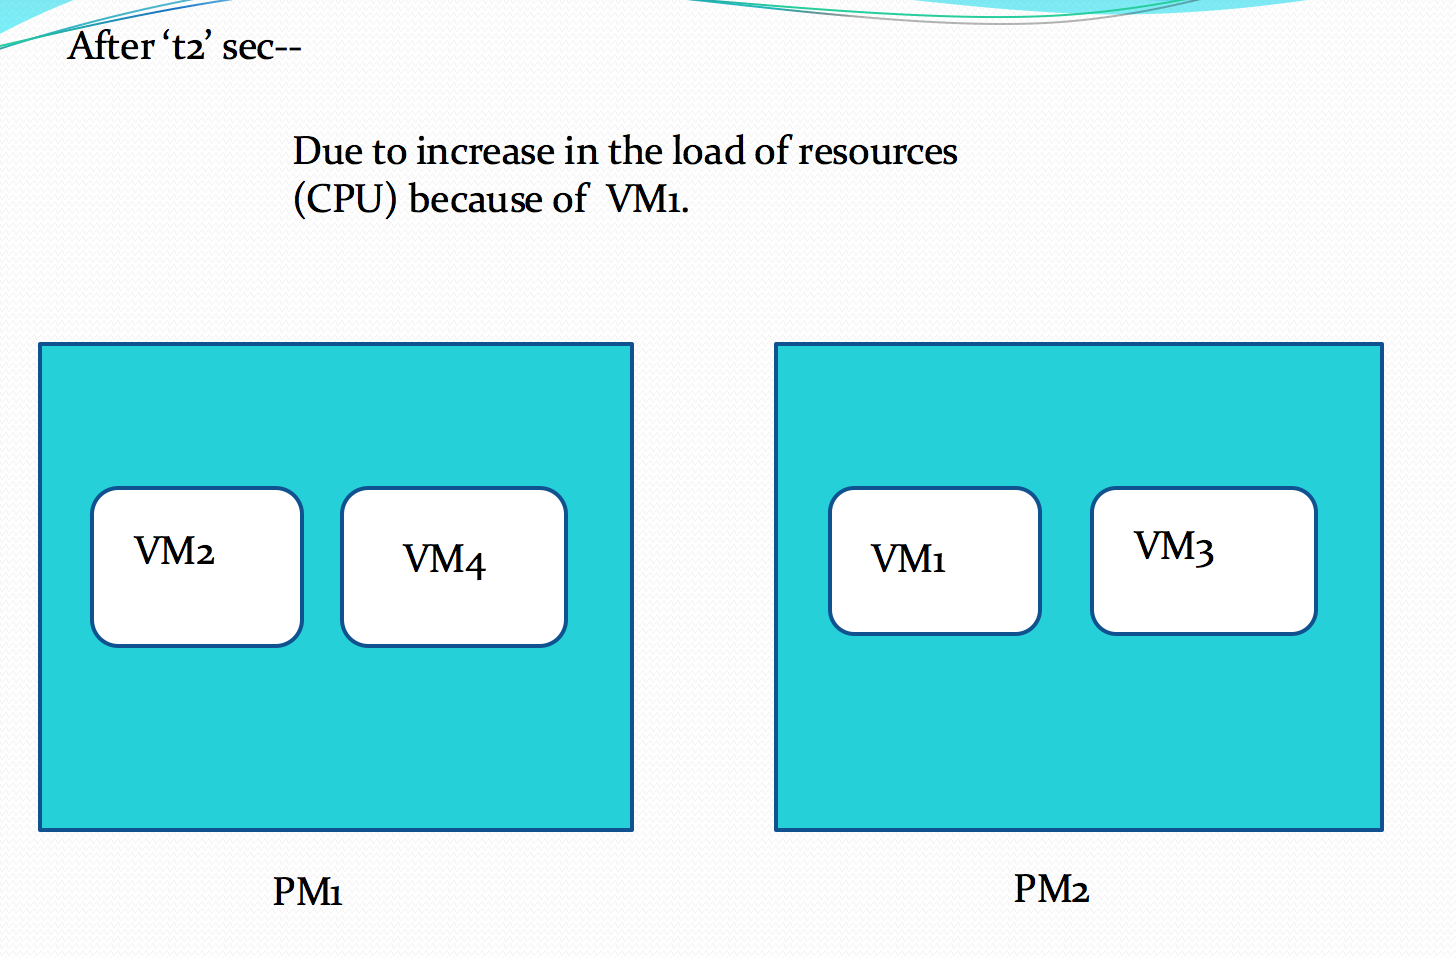 After ‘t2’ sec--
Due to increase in the load of resources
(CPU) because of  VM1.
VM2
VM4
VM1
VM3
PM1
PM2